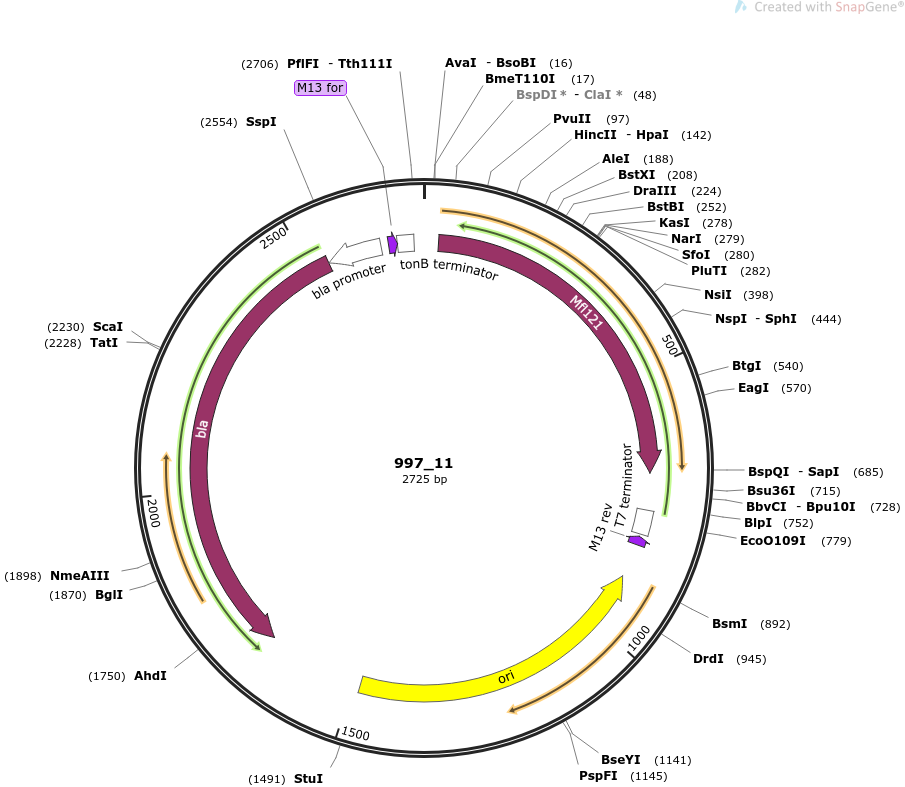 Created with SnapGene®
(2706) PflFI - Tth111I
M13 for
(2554) SspI
AvaI - BsoBI (16)
BmeT110I (17)
BspDI * - ClaI * (48)
PvuII (97)
HincII - HpaI (142)
AleI (188)
BstXI (208)
DraIII (224)
BstBI (252)
KasI (278)
NarI (279)
SfoI (280)
PluTI (282)
NsiI (398)
NspI - SphI (444)
500
BtgI (540)
EagI (570)
BspQI - SapI (685)
Bsu36I (715)
BbvCI - Bpu10I (728)
BlpI (752)
EcoO109I (779)
BsmI (892)
DrdI (945)
1000
BseYI (1141)
PspFI (1145)
1500
(1491) StuI
(1750) AhdI
(1870) BglI
(1898) NmeAIII
2000
(2228) TatI
(2230) ScaI
2500
bla promoter
tonB terminator
Mfl121
T7 terminator
M13 rev
ori
bla
997_11
2725 bp